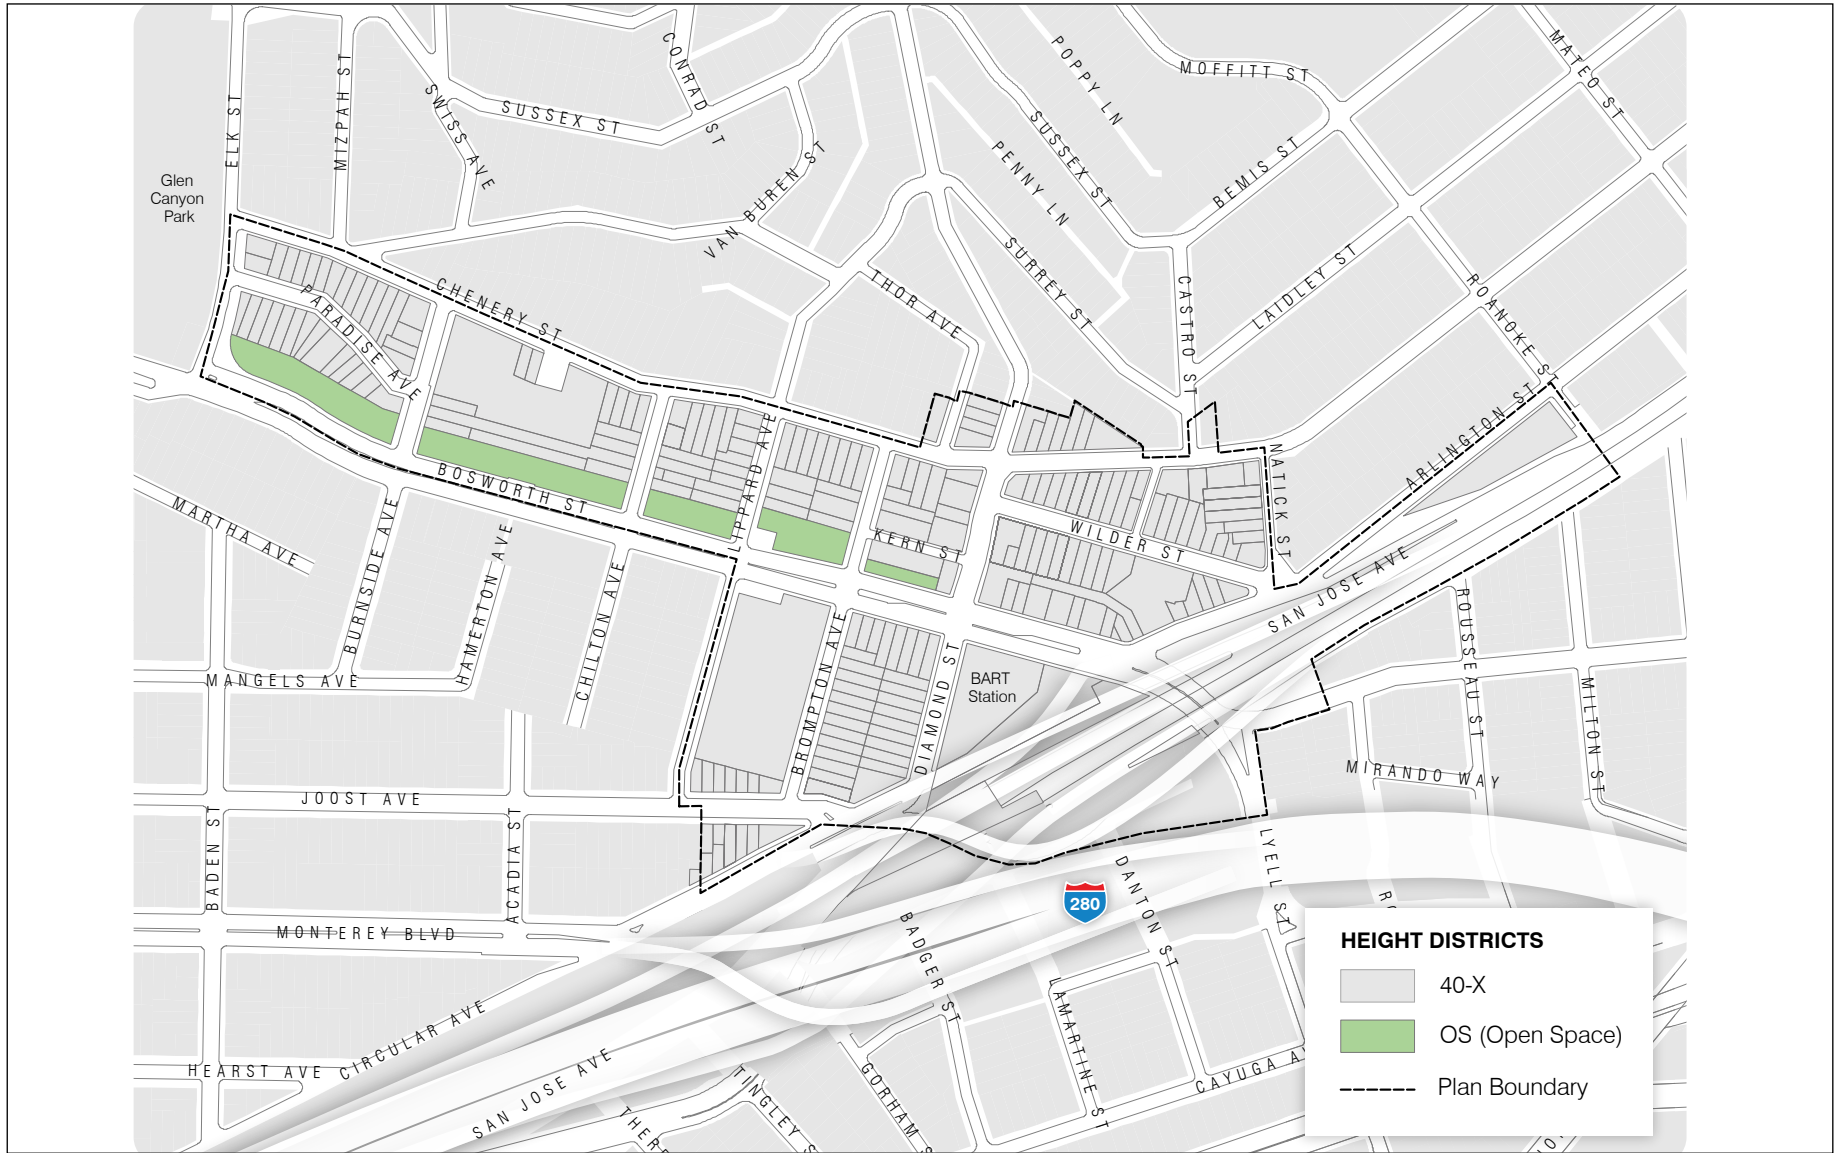 CONRAD ST
POPPY LN
MOFFITT ST
MATEO ST
ELK ST
MIZPAH ST
SWISS AVE
SUSSEX ST
SUSSEX ST
PENNY LN
BEMIS ST
VAN BUREN ST
Glen
Canyon
Park
SURREY ST
CASTRO ST
LAIDLEY ST
ROANOKE ST
THOR AVE
CHENERY ST
PARADISE AVE
ARLINGTON ST
LIPPARD AVE
NATICK ST
BOSWORTH ST
KERN ST
WILDER ST
MARTHA AVE
BURNSIDE AVE
HAMERTON AVE
CHILTON AVE
SAN JOSE AVE
ROUSSEAU ST
MILTON ST
MANGELS AVE
BROMPTON AVE
DIAMOND ST
BART
Station
MIRANDO WAY
JOOST AVE
BADEN ST
ACADIA ST
LYELL ST
DANTON ST
280
BADGER ST
MONTEREY BLVD
RO
CIRCULAR AVE
HEARST AVE
LAMARTINE ST
SAN JOSE AVE
TINGLEY S
THERE
GORHAM S
CAYUGA A
HEIGHT DISTRICTS
40-X
OS (Open Space)
Plan Boundary